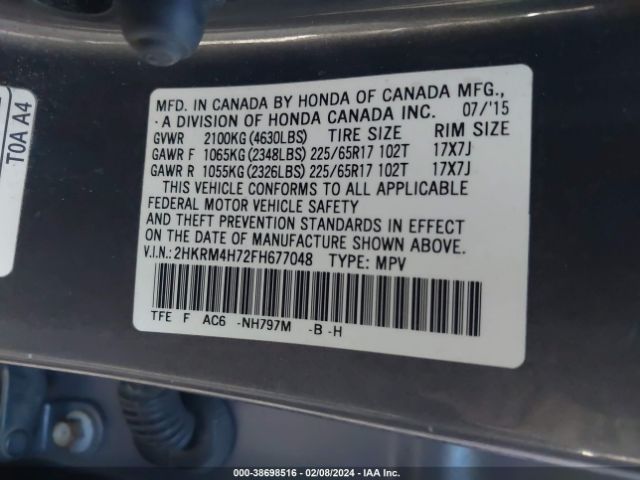 TOA A4
MFD. IN CANADA BY HONDA OF CANADA MFG.,
A DIVISION OF HONDA CANADA INC. 07/'15
GVWR 2100KG(4630LBS) TIRE SIZE RIM SIZE
GAWR F 1065KG(2348LBS) 225/65R17 102T 17X7J
GAWR R 1055KG(2326LBS) 225/65R17 102T 17X7J
THIS VEHICLE CONFORMS TO ALL APPLICABLE
FEDERAL MOTOR VEHICLE SAFETY
AND THEFT PREVENTION STANDARDS IN EFFECT
ON THE DATE OF MANUFACTURE SHOWN ABOVE.
V.I.N.: 2HKRM4H72FH677048 TYPE: MPV
TFE F AC6 -NH797M -B -H
000-38698516 - 02/08/2024 - IAA Inc.